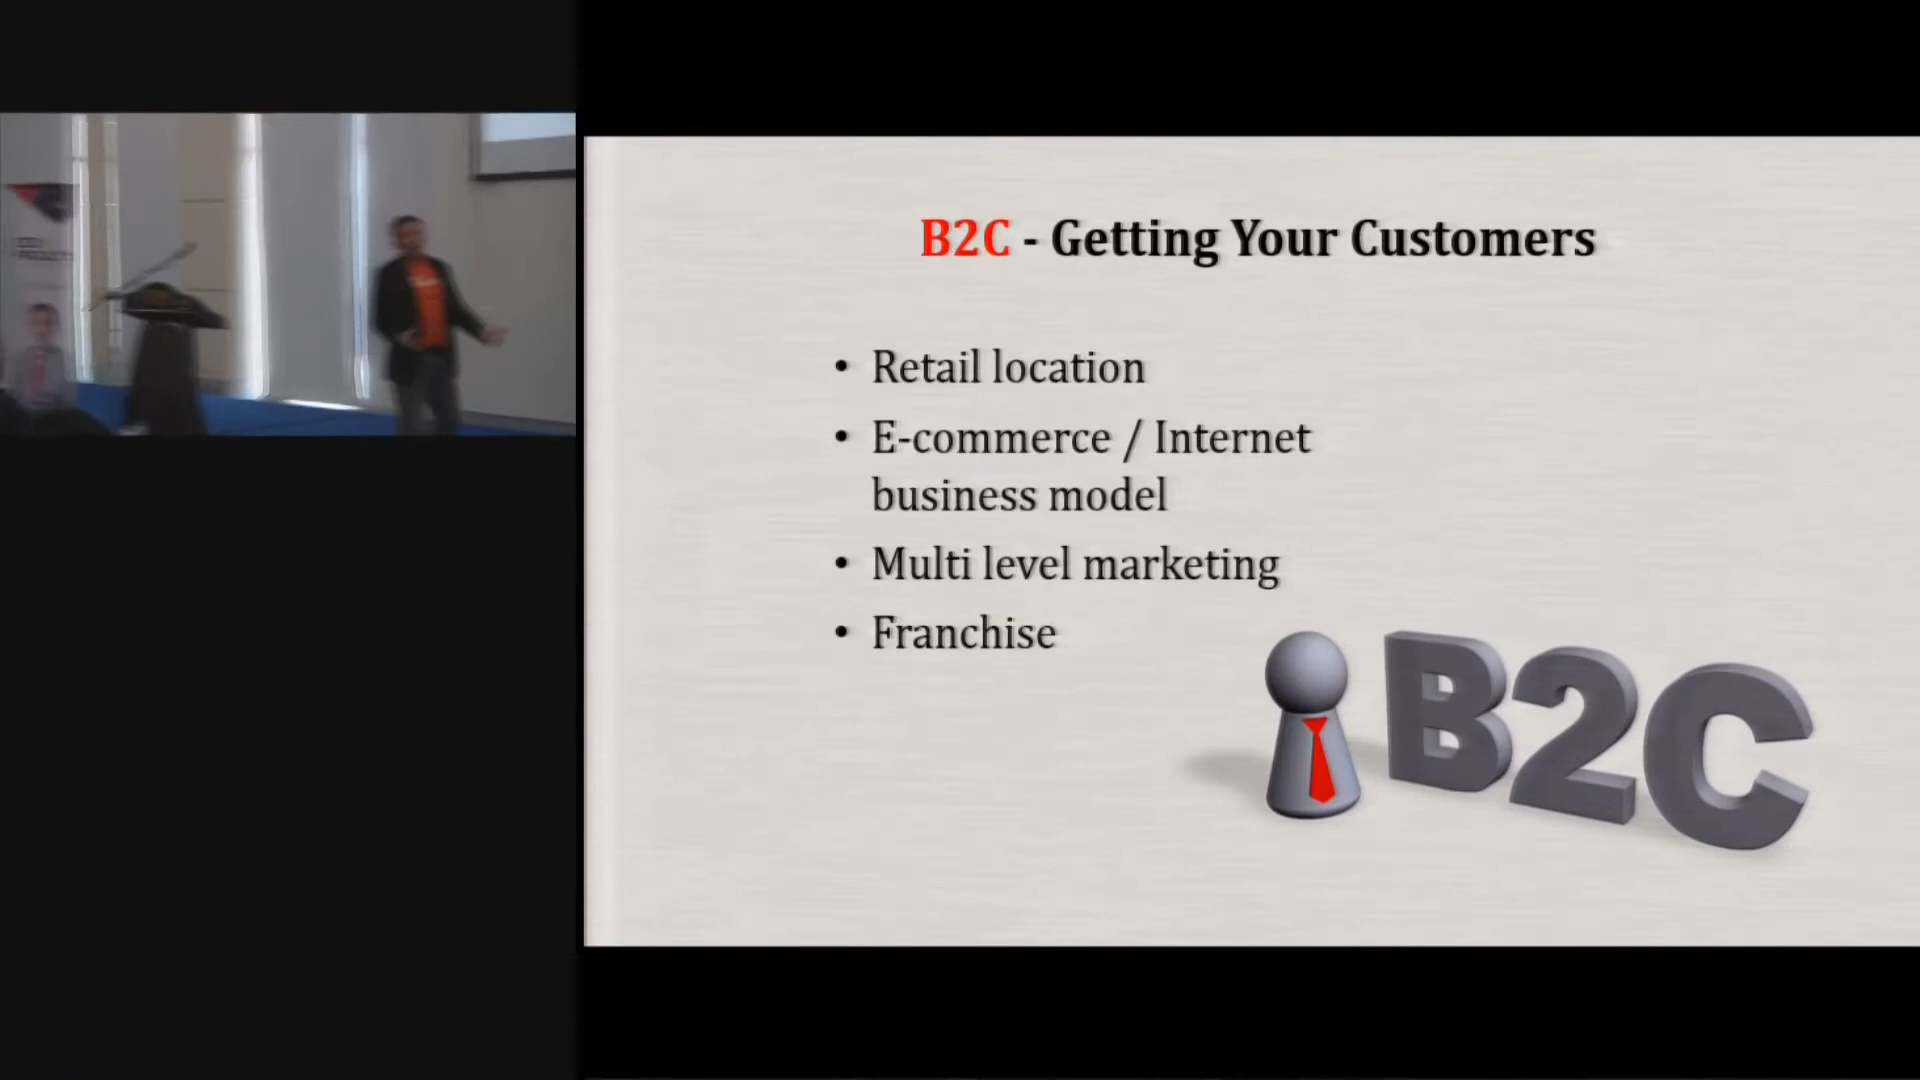 B2C - Getting Your Customers
• Retail location
• E-commerce / Internet
business model
• Multi level marketing
• Franchise
B2C